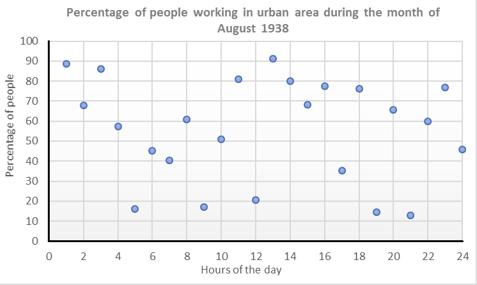 Percentage of people working in urban area during the month of
August 1938
100
90
80
70
60
50
40
30
20
10
0
Percentage of people
0 2 4 6 8 10 12 14 16 18 20 22 24
Hours of the day